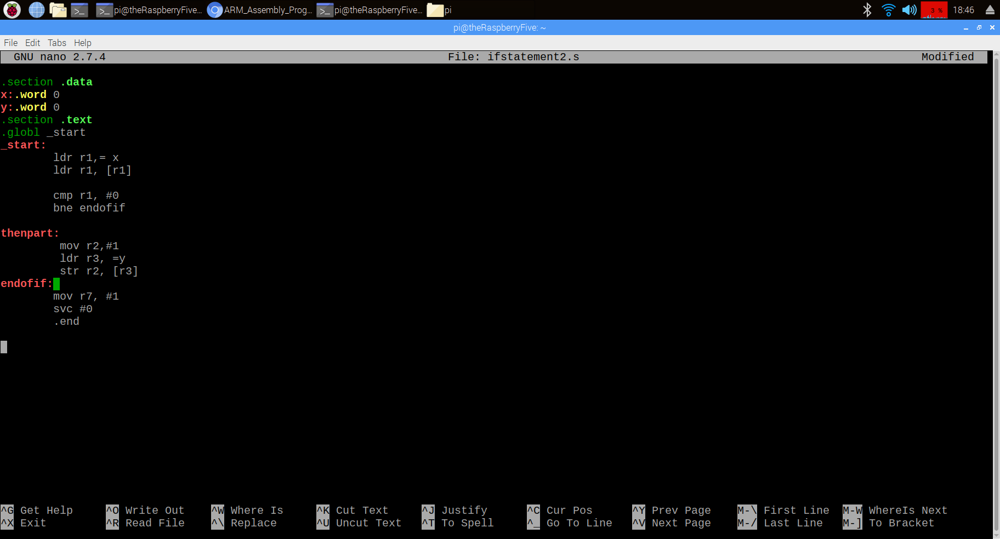 pi@theRaspberryFive... ARM_Assembly_Prog... pi@theRaspberryFive... pi 3 % 18:46
pi@theRaspberryFive: ~
File Edit Tabs Help
GNU nano 2.7.4 File: ifstatement2.s Modified
.section .data
x:.word 0
y:.word 0
.section .text
.globl _start
_start:
ldr r1,= x
ldr r1, [r1]
cmp r1, #0
bne endofif
thenpart:
mov r2,#1
ldr r3, =y
str r2, [r3]
endofif:
mov r7, #1
svc #0
.end
^G Get Help ^O Write Out ^W Where Is ^K Cut Text ^J Justify ^C Cur Pos ^Y Prev Page M-\ First Line M-W WhereIs Next
^X Exit ^R Read File ^\ Replace ^U Uncut Text ^T To Spell ^_ Go To Line ^V Next Page M-/ Last Line M-] To Bracket